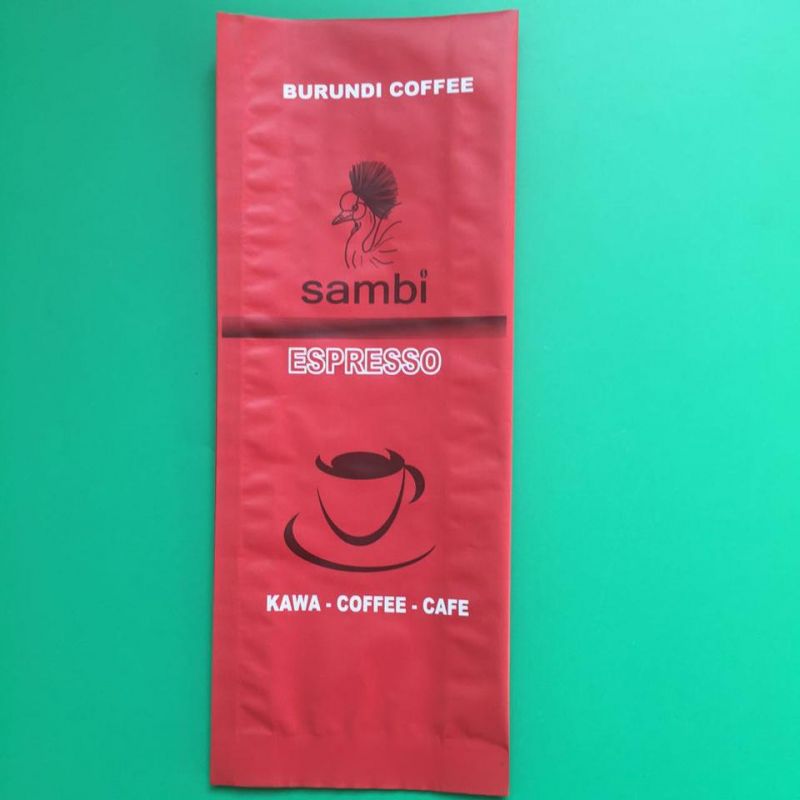 BURUNDI COFFEE
sambi
ESPRESSO
KAWA - COFFEE - CAFE